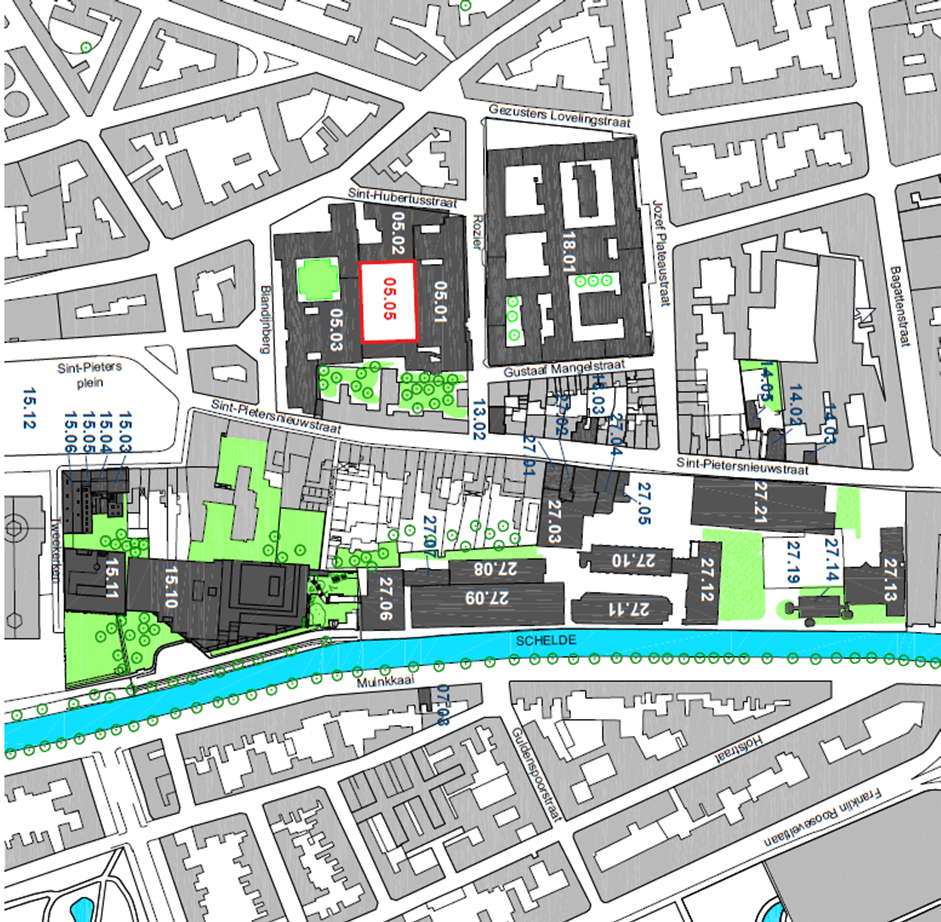 Gezusters Lovelingstraat
Sint-Hubertusstraat
Rozier
Jozef Plateaustraat
Bagattenstraat
05.02
18.01
05.05
05.01
05.03
Blandijnberg
Sint-Pieters
plein
Gustaaf Mangelstraat
14.05
14.02
14.03
15.12
15.06
15.05
15.04
15.03
Sint-Pietersnieuwstraat
13.02
27.02
27.04
27.01
Sint-Pietersnieuwstraat
27.05
27.21
27.03
27.07
27.08
27.10
27.12
27.19
27.14
27.13
15.11
15.10
27.06
27.09
27.11
SCHELDE
Muinkkaai
07.03
Guldenspoorstraat
Hofstraat
Franklin Rooseveltlaan